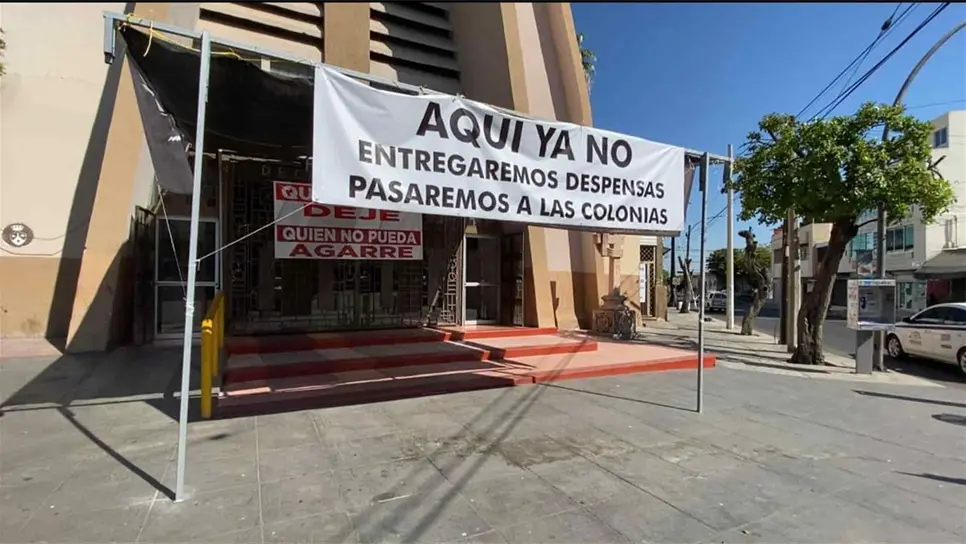 AQUI YA NO
ENTREGAREMOS DESPENSAS
PASAREMOS A LAS COLONIAS
DEJE
QUIEN NO PUEDA
AGARRE